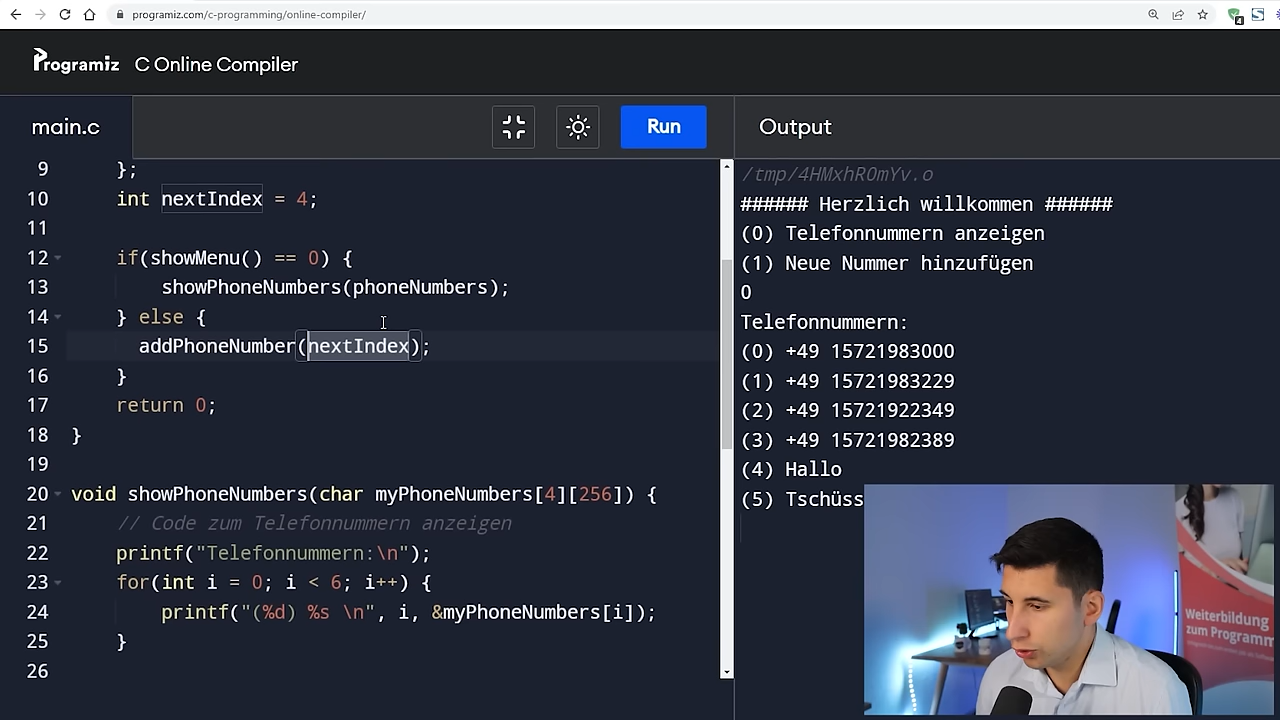 programiz.com/c-programming/online-compiler/
Programiz C Online Compiler
main.c
Run
Output
9 };
10 int nextIndex = 4;
11
12 if(showMenu() == 0) {
13 showPhoneNumbers(phoneNumbers);
14 } else {
15 addPhoneNumber(nextIndex);
16 }
17 return 0;
18 }
19
20 void showPhoneNumbers(char myPhoneNumbers[4][256]) {
21 // Code zum Telefonnummern anzeigen
22 printf("Telefonnummern:\n");
23 for(int i = 0; i < 6; i++) {
24 printf("(%d) %s \n", i, &myPhoneNumbers[i]);
25 }
26
/tmp/4HMxhROmYv.o
###### Herzlich willkommen ######
(0) Telefonnummern anzeigen
(1) Neue Nummer hinzufügen
0
Telefonnummern:
(0) +49 15721983000
(1) +49 15721983229
(2) +49 15721922349
(3) +49 15721982389
(4) Hallo
(5) Tschüss
Weiterbildung
zum Programm